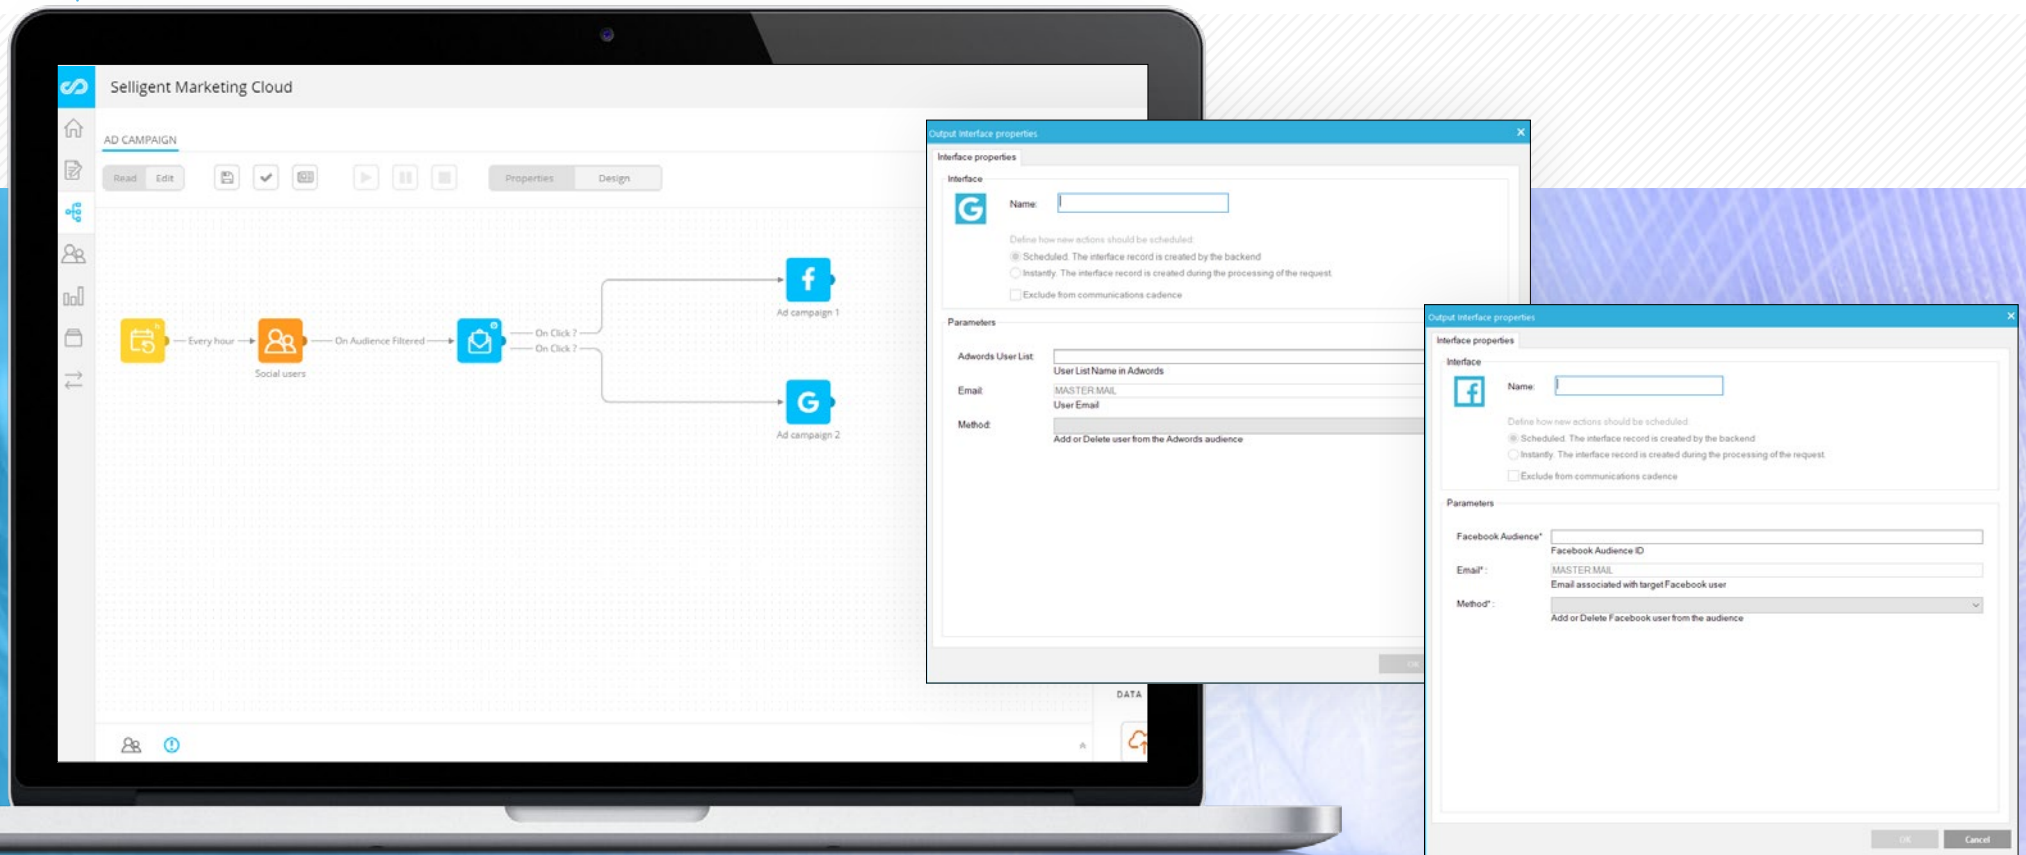 Selligent Marketing Cloud
AD CAMPAIGN
Read Edit Properties Design
Every hour
Social users
On Audience Filtered
On Click ?
On Click ?
Ad campaign 1
Ad campaign 2
DATA
Output Interface properties
Interface properties
Interface
Name:
Define how new actions should be scheduled:
Scheduled. The interface record is created by the backend
Instantly. The interface record is created during the processing of the request.
Exclude from communications cadence
Parameters
Adwords User List:
User List Name in Adwords
Email: MASTER.MAIL
User Email
Method:
Add or Delete user from the Adwords audience
OK
Output interface properties
Interface properties
Interface
Name:
Define how new actions should be scheduled:
Scheduled. The interface record is created by the backend
Instantly. The interface record is created during the processing of the request.
Exclude from communications cadence
Parameters
Facebook Audience*
Facebook Audience ID
Email* : MASTER.MAIL
Email associated with target Facebook user
Method* :
Add or Delete Facebook user from the audience
OK Cancel